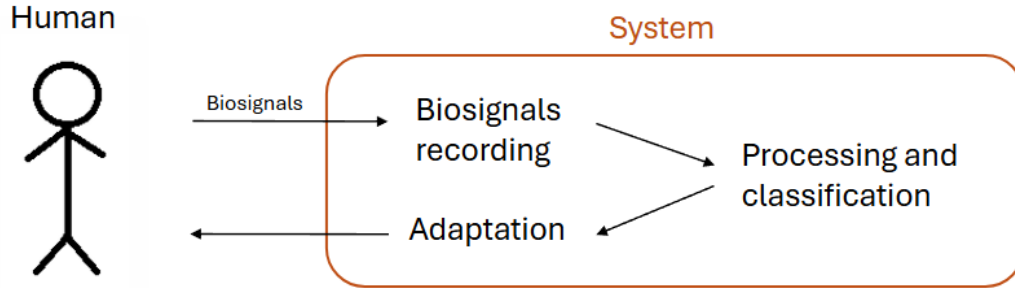 Human
System
Biosignals
Biosignals
recording
Processing and
classification
Adaptation